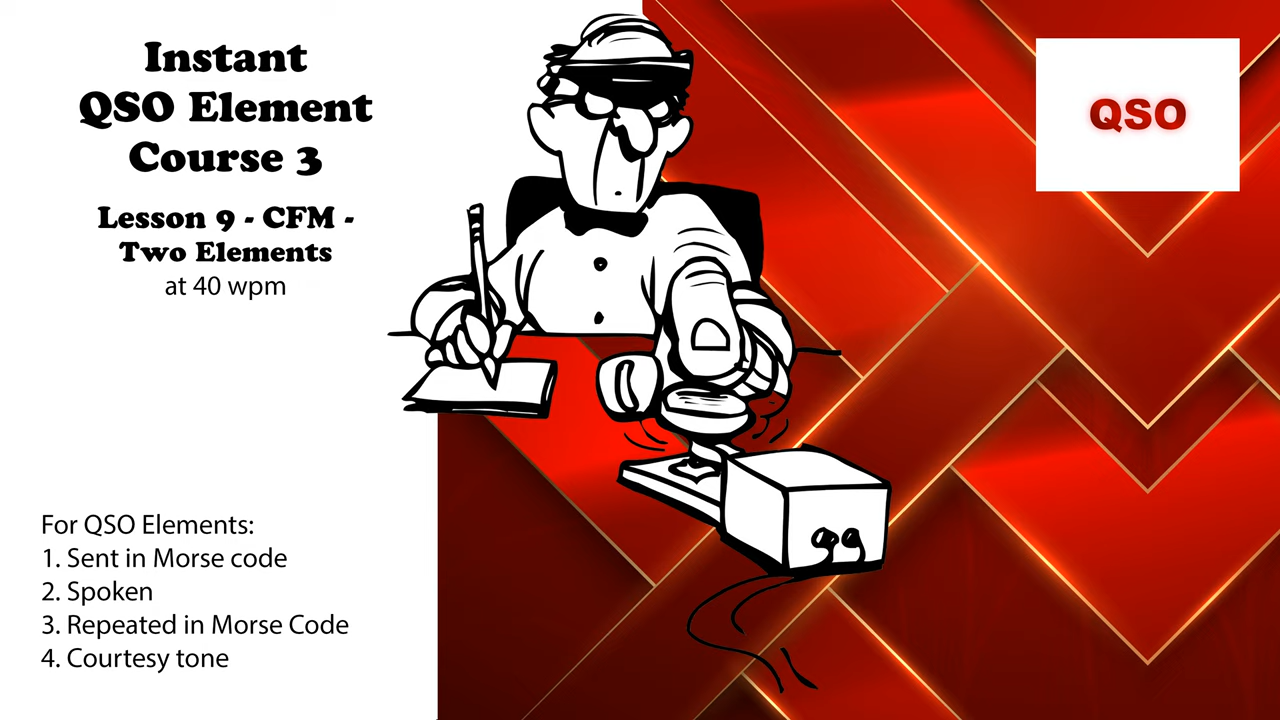 Instant
QSO Element
Course 3
Lesson 9 - CFM -
Two Elements
at 40 wpm
QSO
For QSO Elements:
1. Sent in Morse code
2. Spoken
3. Repeated in Morse Code
4. Courtesy tone